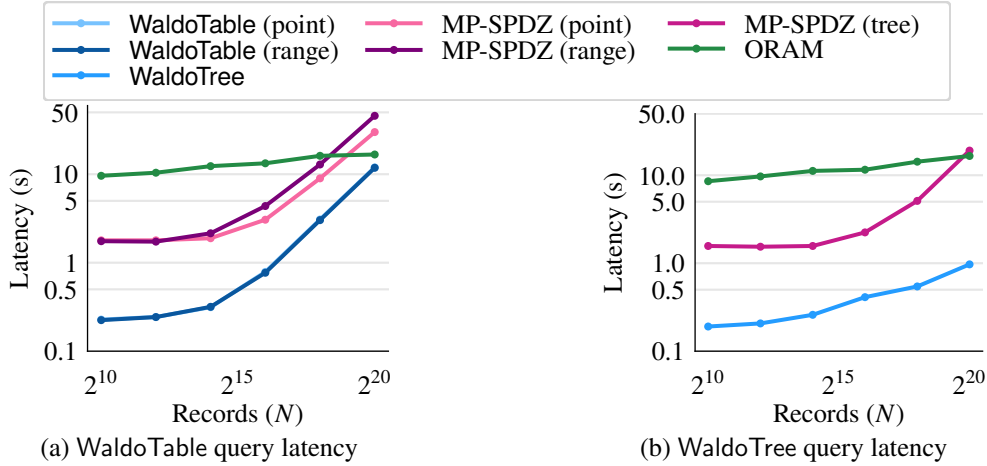 WaldoTable (point) MP-SPDZ (point) MP-SPDZ (tree)
WaldoTable (range) MP-SPDZ (range) ORAM
WaldoTree
50
10
5
1
0.5
0.1
Latency (s)
2^10 2^15 2^20
Records (N)
(a) WaldoTable query latency
50.0
10.0
5.0
1.0
0.5
0.1
Latency (s)
2^10 2^15 2^20
Records (N)
(b) WaldoTree query latency